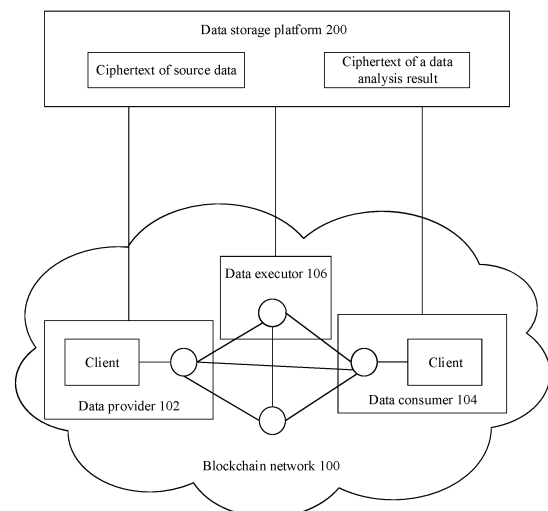 Data storage platform 200
Ciphertext of source data
Ciphertext of a data
analysis result
Data executor 106
Client
Client
Data provider 102
Data consumer 104
Blockchain network 100